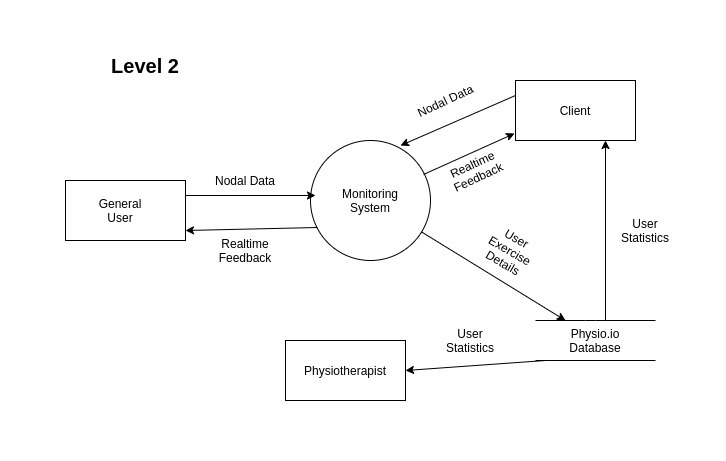 Level 2
Nodal Data
Client
Realtime
Feedback
Nodal Data
Monitoring
System
General
User
Realtime
Feedback
User
Exercise
Details
User
Statistics
Physio.io
Database
User
Statistics
Physiotherapist